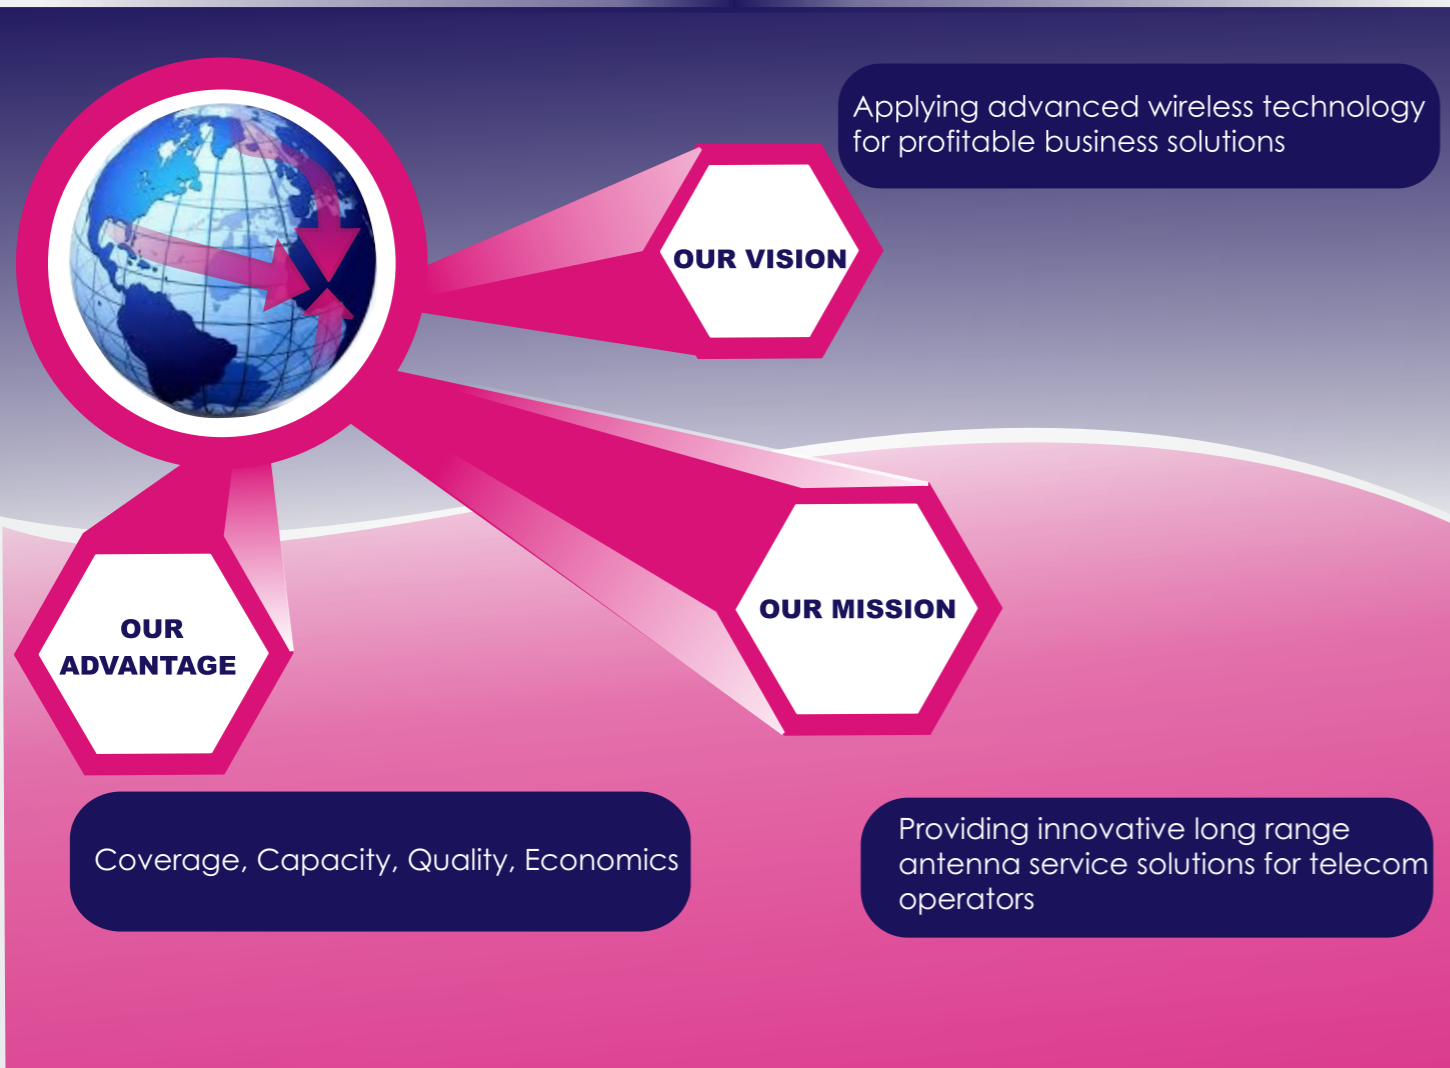 Applying advanced wireless technology
for profitable business solutions
OUR VISION
OUR MISSION
OUR
ADVANTAGE
Coverage, Capacity, Quality, Economics
Providing innovative long range
antenna service solutions for telecom
operators